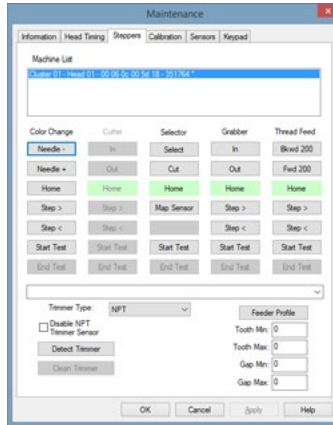 Maintenance
Information Head Timing Steppers Calibration Sensors Keypad
Machine List
Cluster 01 - Head 01 - 00 06 0c 00 5d 18 - 351764 *
Color Change Cutter Selector Grabber Thread Feed
Needle - In Select In Bkwd 200
Needle + Out Cut Out Fwd 200
Home Home Home Home Home
Step > Step > Map Sensor Step > Step >
Step < Step < Step < Step <
Start Test Start Test Start Test Start Test Start Test
End Test End Test End Test End Test End Test
Trimmer Type: NPT Feeder Profile
Disable NPT
Trimmer Sensor
Tooth Min: 0
Detect Trimmer Tooth Max: 0
Clean Trimmer Gap Min: 0
Gap Max: 0
OK Cancel Apply Help